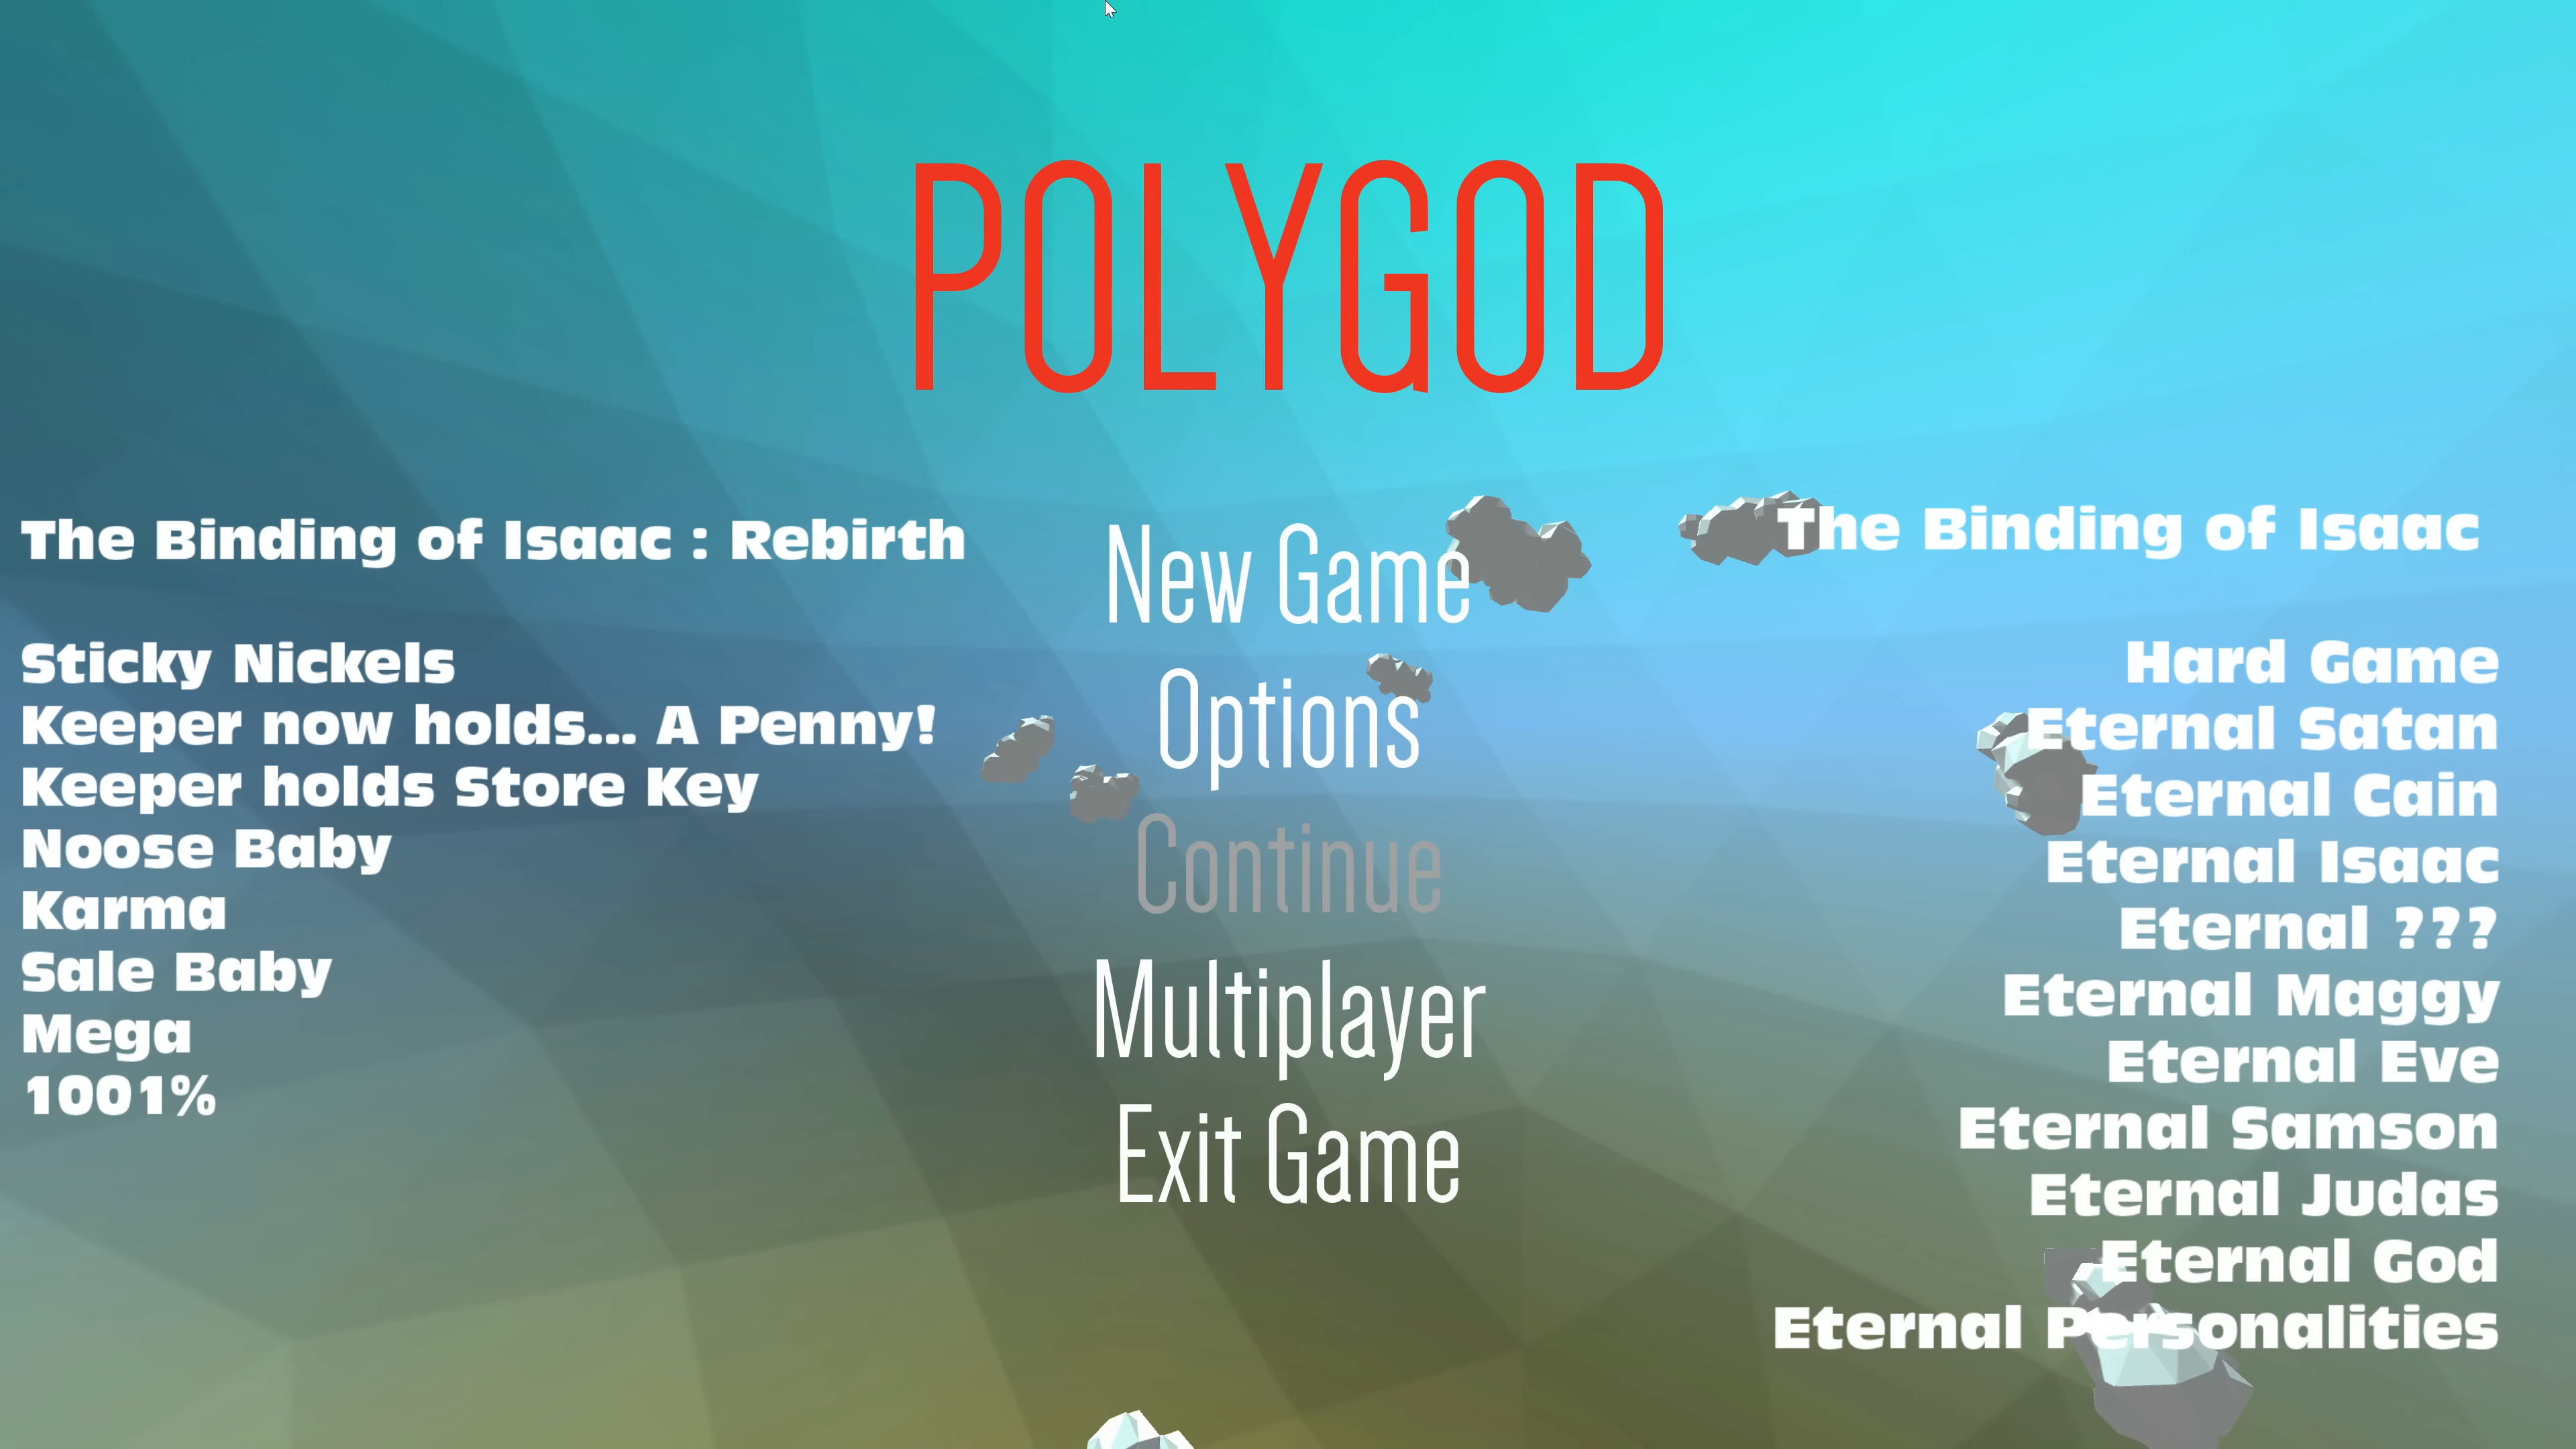 POLYGOD
The Binding of Isaac : Rebirth
Sticky Nickels
Keeper now holds... A Penny!
Keeper holds Store Key
Noose Baby
Karma
Sale Baby
Mega
1001%
New Game
Options
Continue
Multiplayer
Exit Game
The Binding of Isaac
Hard Game
Eternal Satan
Eternal Cain
Eternal Isaac
Eternal ???
Eternal Maggy
Eternal Eve
Eternal Samson
Eternal Judas
Eternal God
Eternal Personalities